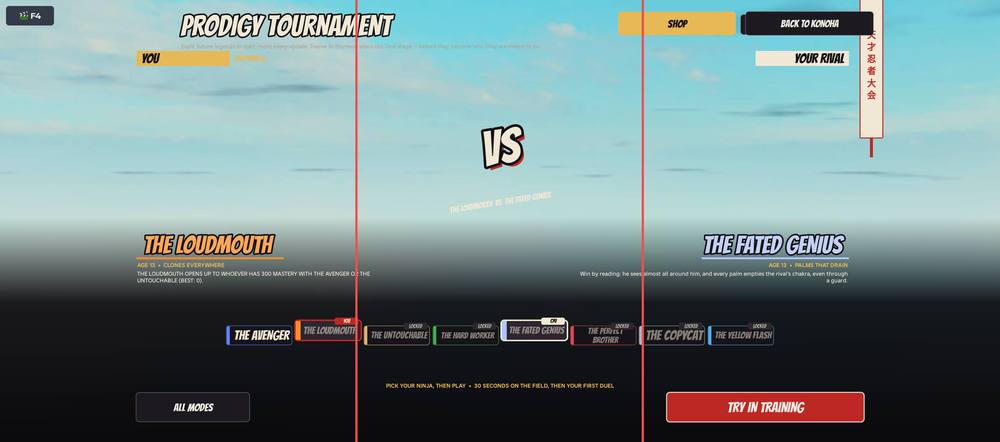 F4
PRODIGY TOURNAMENT
SHOP
BACK TO KONOHA
YOU
YOUR RIVAL
天才忍者大会
VS
THE LOUDMOUTH VS THE FATED GENIUS
THE LOUDMOUTH
AGE 13 • CLONES EVERYWHERE
THE LOUDMOUTH OPENS UP TO WHOEVER HAS 300 MASTERY WITH THE AVENGER OR THE
UNTOUCHABLE (BEST: 0).
THE FATED GENIUS
AGE 13 • PALMS THAT DRAIN
Win by reading: he sees almost all around him, and every palm empties the rival's chakra, even through
a guard.
THE AVENGER
YOU
THE LOUDMOUTH
LOCKED
THE UNTOUCHABLE
LOCKED
THE HARD WORKER
CPU
THE FATED GENIUS
LOCKED
THE PERFECT
BROTHER
LOCKED
THE COPYCAT
LOCKED
THE YELLOW FLASH
PICK YOUR NINJA, THEN PLAY • 30 SECONDS ON THE FIELD, THEN YOUR FIRST DUEL
ALL MODES
TRY IN TRAINING